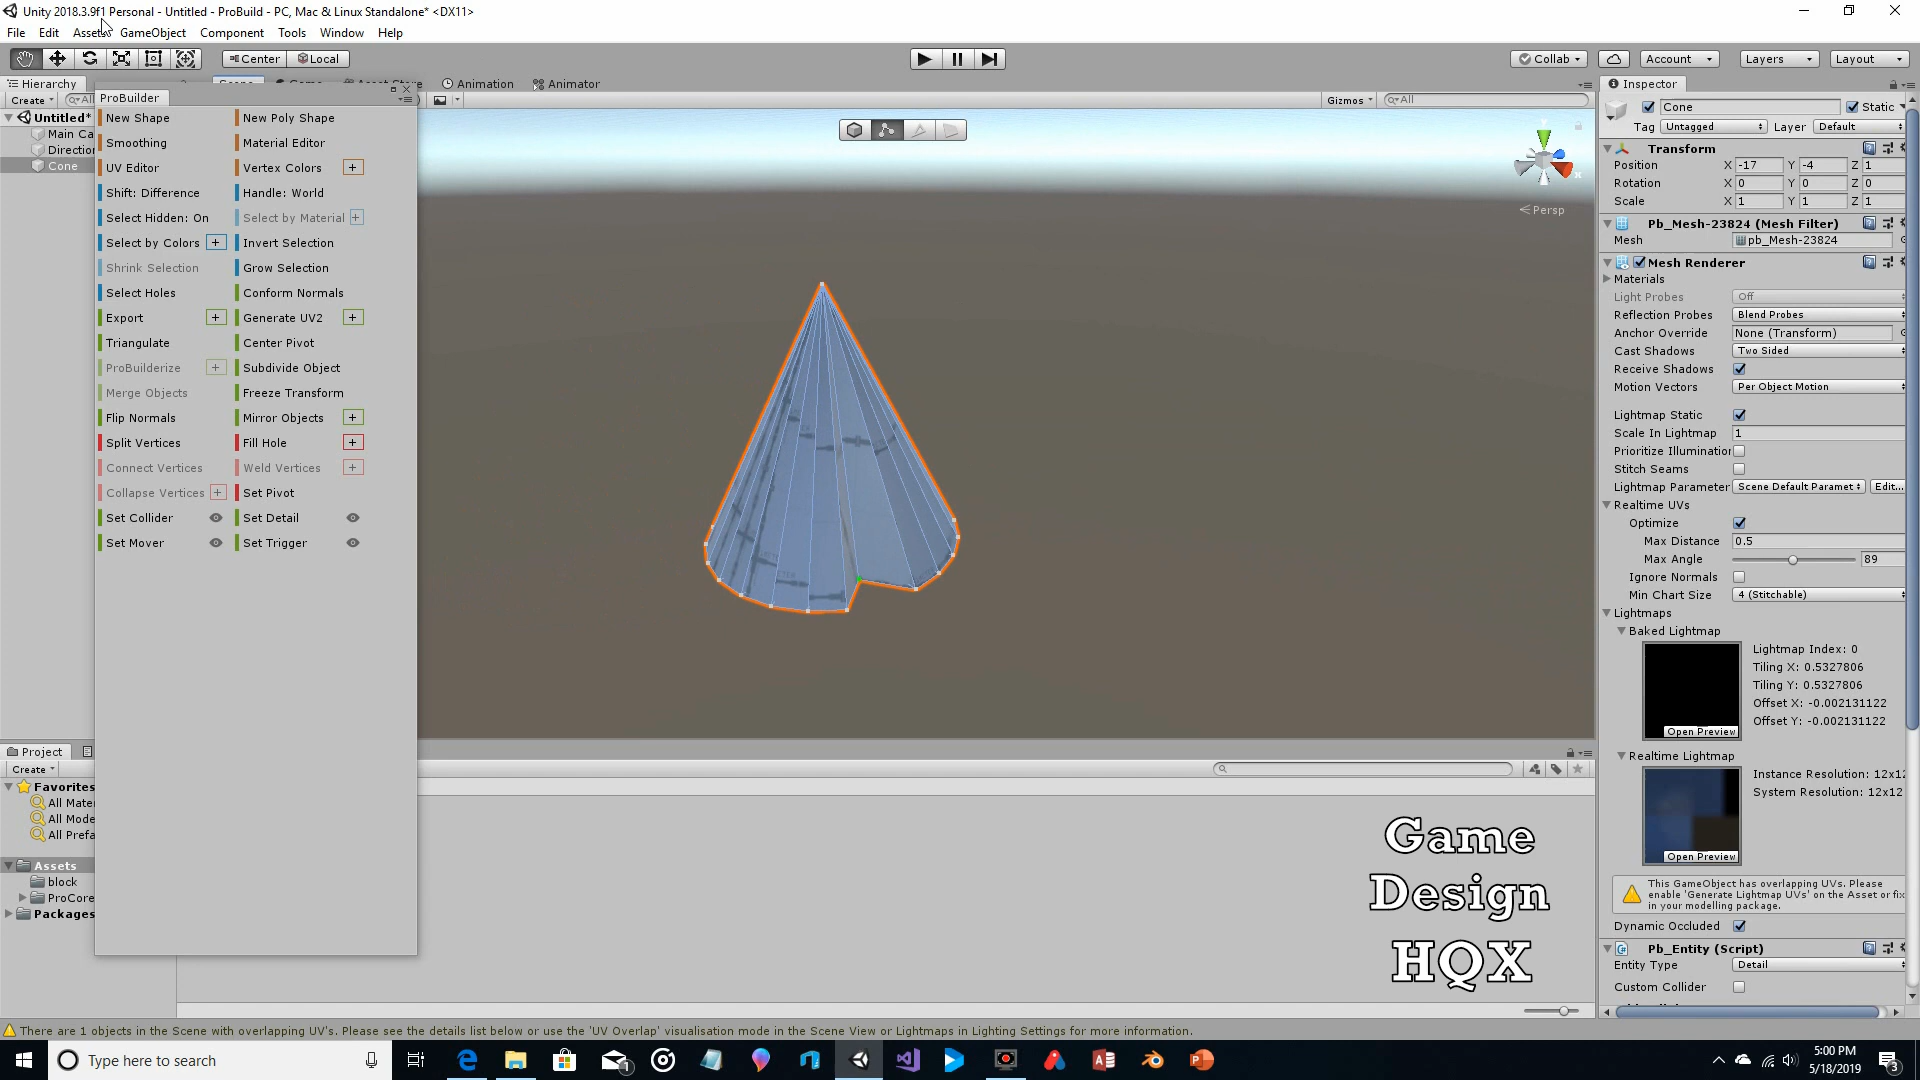 Unity 2018.3.9f1 Personal - Untitled - ProBuild - PC, Mac & Linux Standalone* <DX11>
File Edit Assets GameObject Component Tools Window Help
Center Local Collab Account Layers Layout
Hierarchy Animation Animator Inspector
Create ProBuilder Gizmos All
Cone Static
Tag Untagged Layer Default
Untitled*
Main Ca
Direction
Cone
New Shape New Poly Shape
Smoothing Material Editor
UV Editor Vertex Colors +
Shift: Difference Handle: World
Select Hidden: On Select by Material +
Select by Colors + Invert Selection
Shrink Selection Grow Selection
Select Holes Conform Normals
Export + Generate UV2 +
Triangulate Center Pivot
ProBuilderize + Subdivide Object
Merge Objects Freeze Transform
Flip Normals Mirror Objects +
Split Vertices Fill Hole +
Connect Vertices Weld Vertices +
Collapse Vertices + Set Pivot
Set Collider Set Detail
Set Mover Set Trigger
Persp
Transform
Position X -17 Y -4 Z 1
Rotation X 0 Y 0 Z 0
Scale X 1 Y 1 Z 1
Pb_Mesh-23824 (Mesh Filter)
Mesh pb_Mesh-23824
Mesh Renderer
Materials
Light Probes Off
Reflection Probes Blend Probes
Anchor Override None (Transform)
Cast Shadows Two Sided
Receive Shadows
Motion Vectors Per Object Motion
Lightmap Static
Scale In Lightmap 1
Prioritize Illumination
Stitch Seams
Lightmap Parameter Scene Default Paramet Edit...
Realtime UVs
Optimize
Max Distance 0.5
Max Angle 89
Ignore Normals
Min Chart Size 4 (Stitchable)
Lightmaps
Baked Lightmap
Lightmap Index: 0
Tiling X: 0.5327806
Tiling Y: 0.5327806
Offset X: -0.002131122
Offset Y: -0.002131122
Open Preview
Realtime Lightmap
Instance Resolution: 12x12
System Resolution: 12x12
Open Preview
This GameObject has overlapping UVs. Please
enable 'Generate Lightmap UVs' on the Asset or fix
in your modelling package.
Dynamic Occluded
Pb_Entity (Script)
Entity Type Detail
Custom Collider
Project
Create
Favorites
All Mater
All Mode
All Prefa
Assets
block
ProCore
Packages
Game
Design
HQX
There are 1 objects in the Scene with overlapping UV's. Please see the details list below or use the 'UV Overlap' visualisation mode in the Scene View or Lightmaps in Lighting Settings for more information.
Type here to search
5:00 PM
5/18/2019